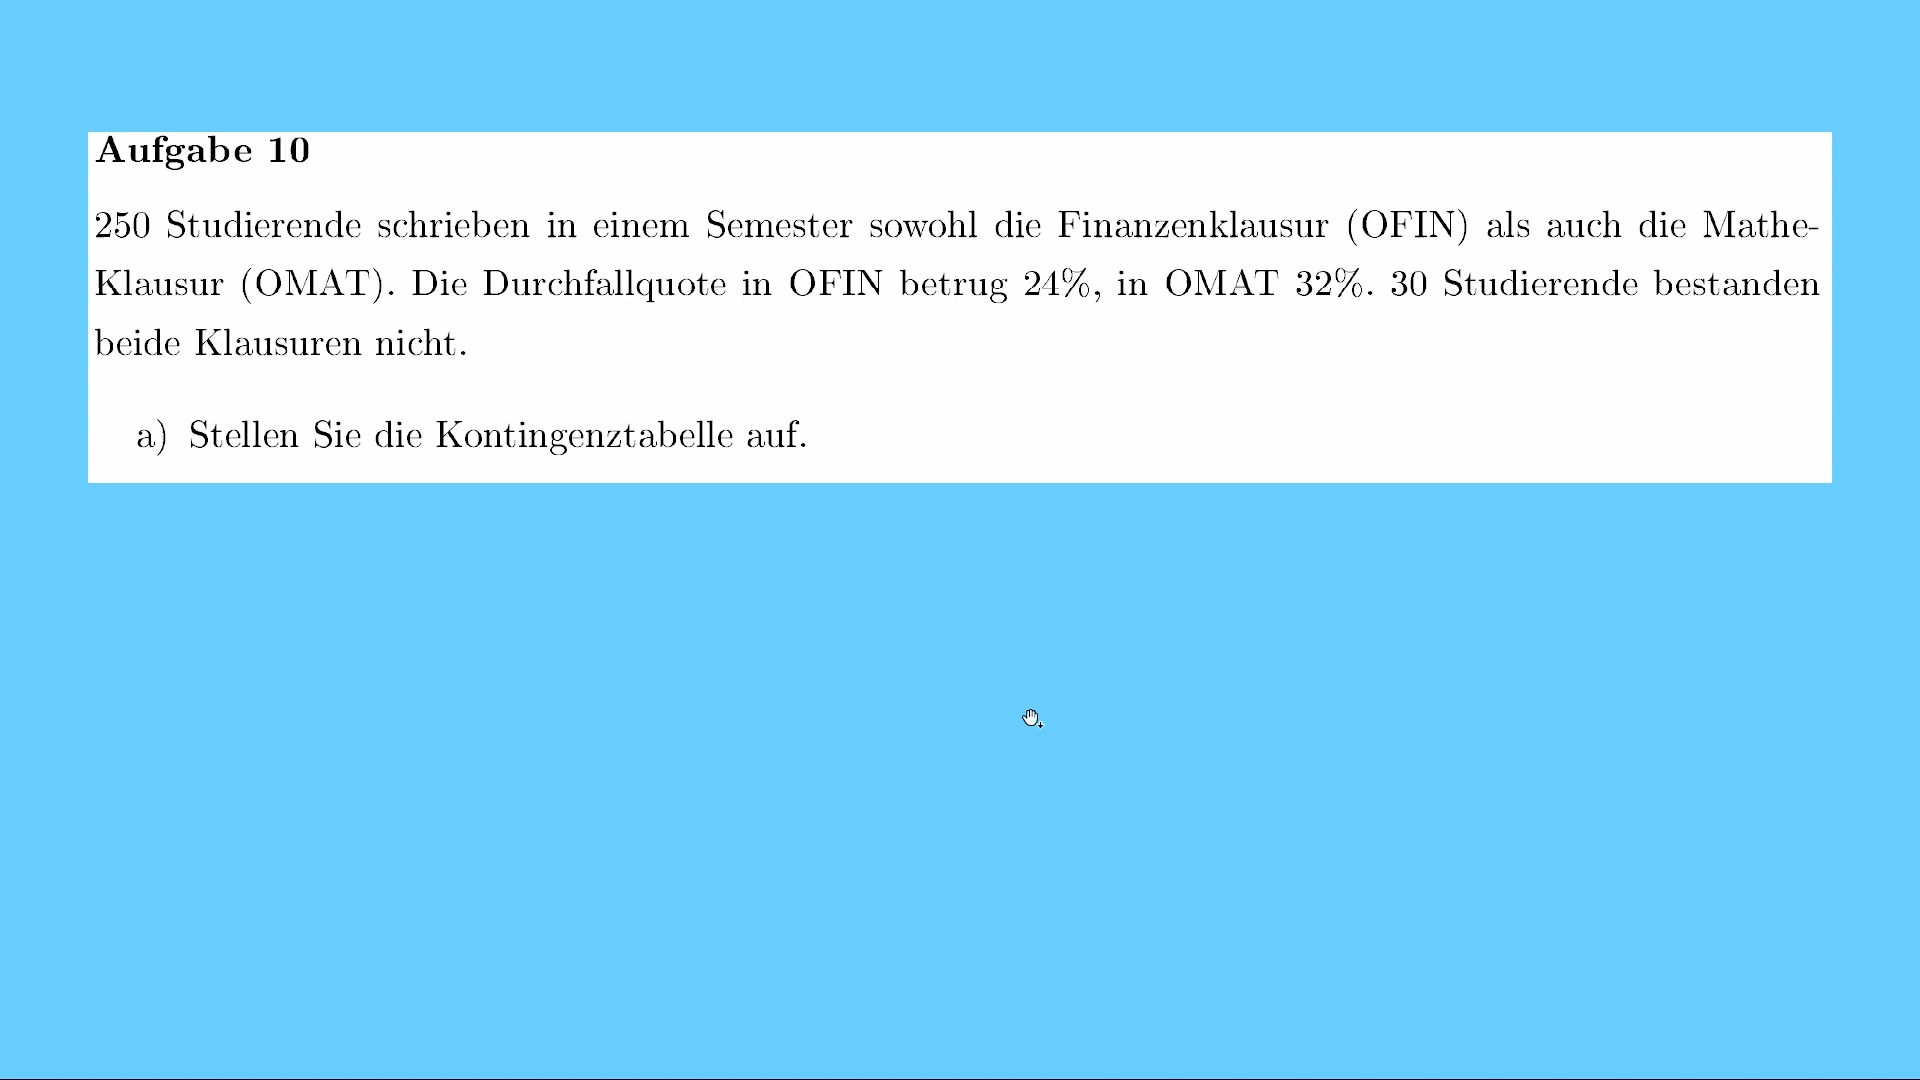 Aufgabe 10
250 Studierende schrieben in einem Semester sowohl die Finanzenklausur (OFIN) als auch die Mathe-
Klausur (OMAT). Die Durchfallquote in OFIN betrug 24%, in OMAT 32%. 30 Studierende bestanden
beide Klausuren nicht.
a) Stellen Sie die Kontingenztabelle auf.